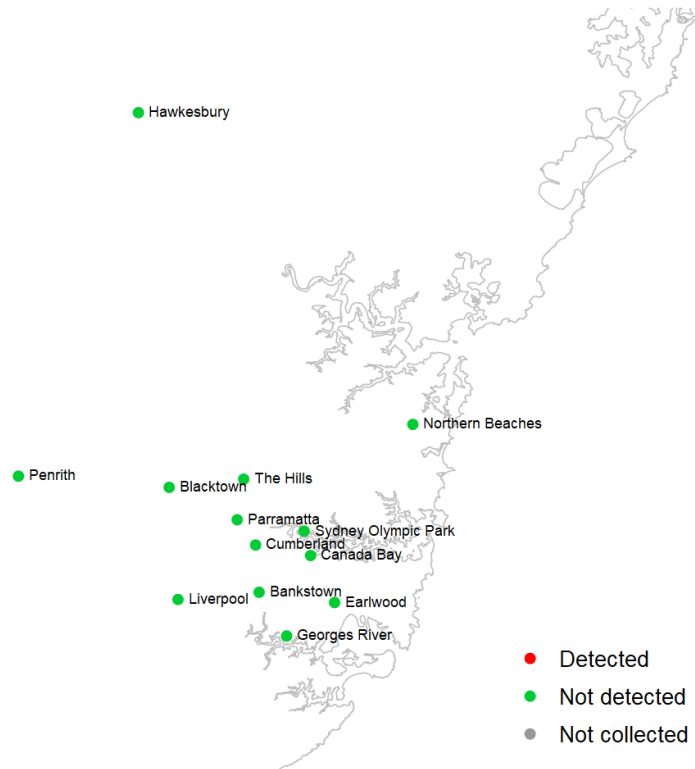 Hawkesbury
Northern Beaches
Penrith
The Hills
Blacktown
Parramatta
Sydney Olympic Park
Cumberland
Canada Bay
Bankstown
Liverpool
Earlwood
Georges River
Detected
Not detected
Not collected